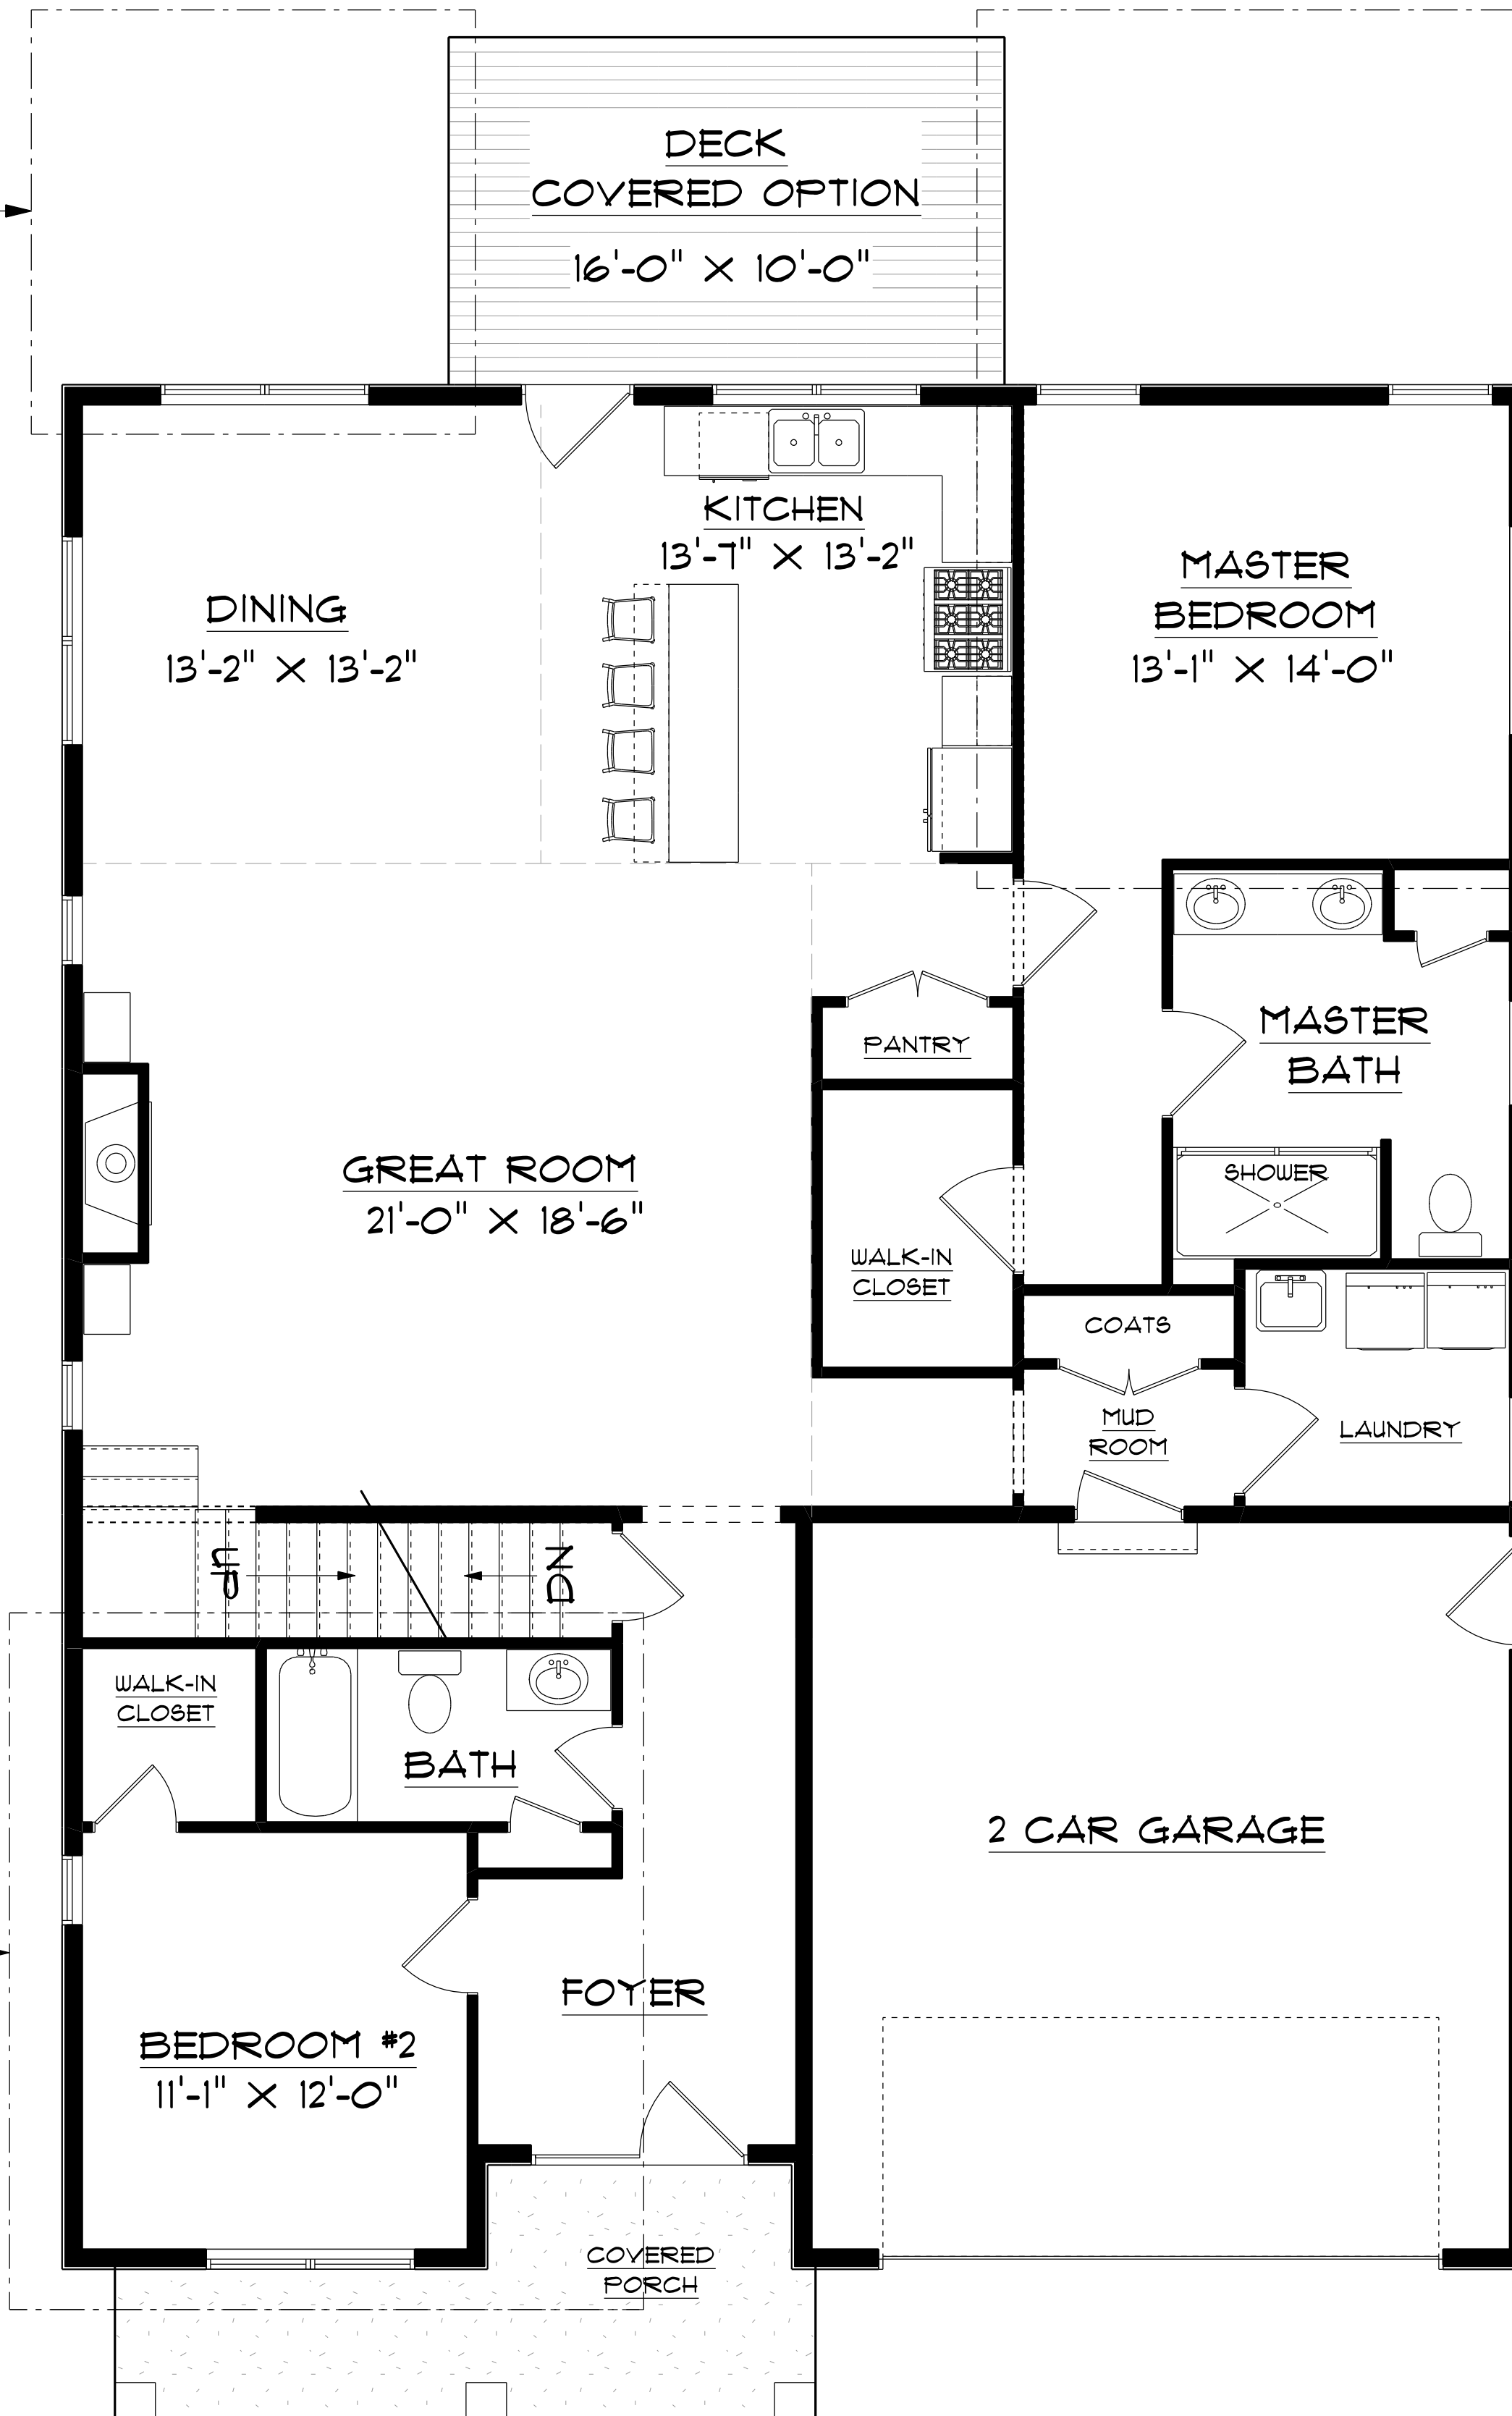 DECK
COVERED OPTION
16'-0" X 10'-0"
KITCHEN
13'-7" X 13'-2"
MASTER
BEDROOM
13'-1" X 14'-0"
DINING
13'-2" X 13'-2"
MASTER
BATH
PANTRY
GREAT ROOM
21'-0" X 18'-6"
SHOWER
WALK-IN
CLOSET
COATS
MUD
ROOM
LAUNDRY
UP
DN
WALK-IN
CLOSET
BATH
2 CAR GARAGE
FOYER
BEDROOM #2
11'-1" X 12'-0"
COVERED
PORCH